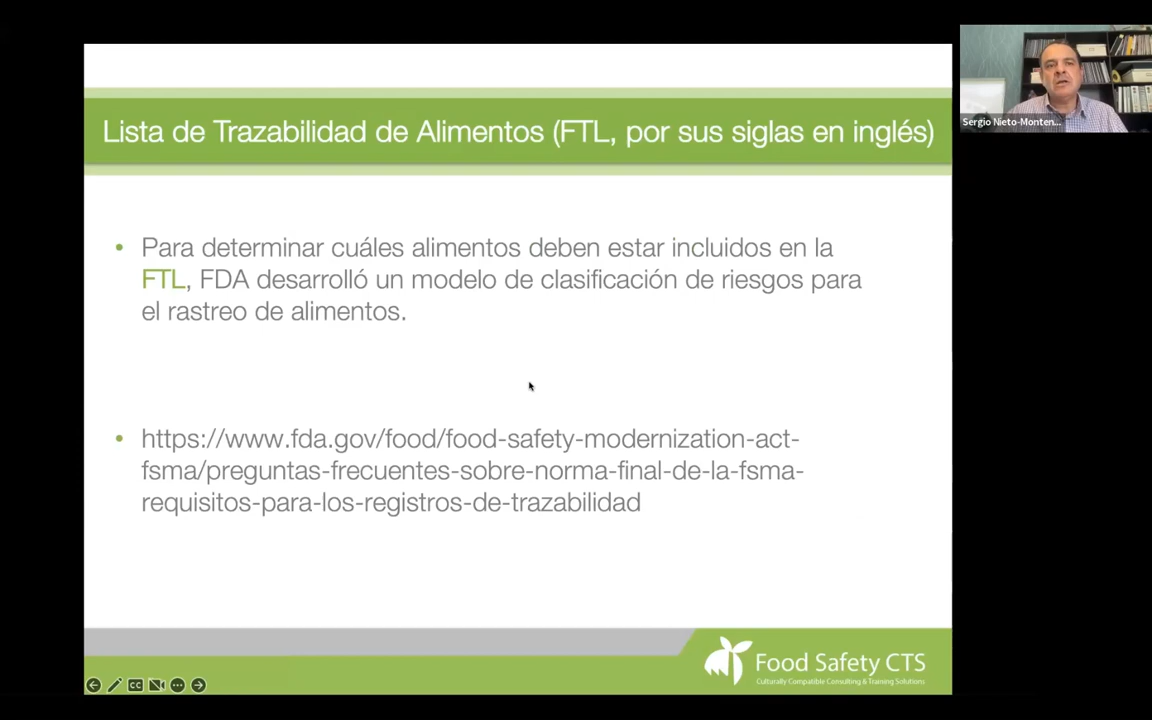 Lista de Trazabilidad de Alimentos (FTL, por sus siglas en inglés)
Sergio Nieto-Monten...
• Para determinar cuáles alimentos deben estar incluidos en la
FTL, FDA desarrolló un modelo de clasificación de riesgos para
el rastreo de alimentos.
• https://www.fda.gov/food/food-safety-modernization-act-
fsma/preguntas-frecuentes-sobre-norma-final-de-la-fsma-
requisitos-para-los-registros-de-trazabilidad
Food Safety CTS
Culturally Compatible Consulting & Training Solutions
CC